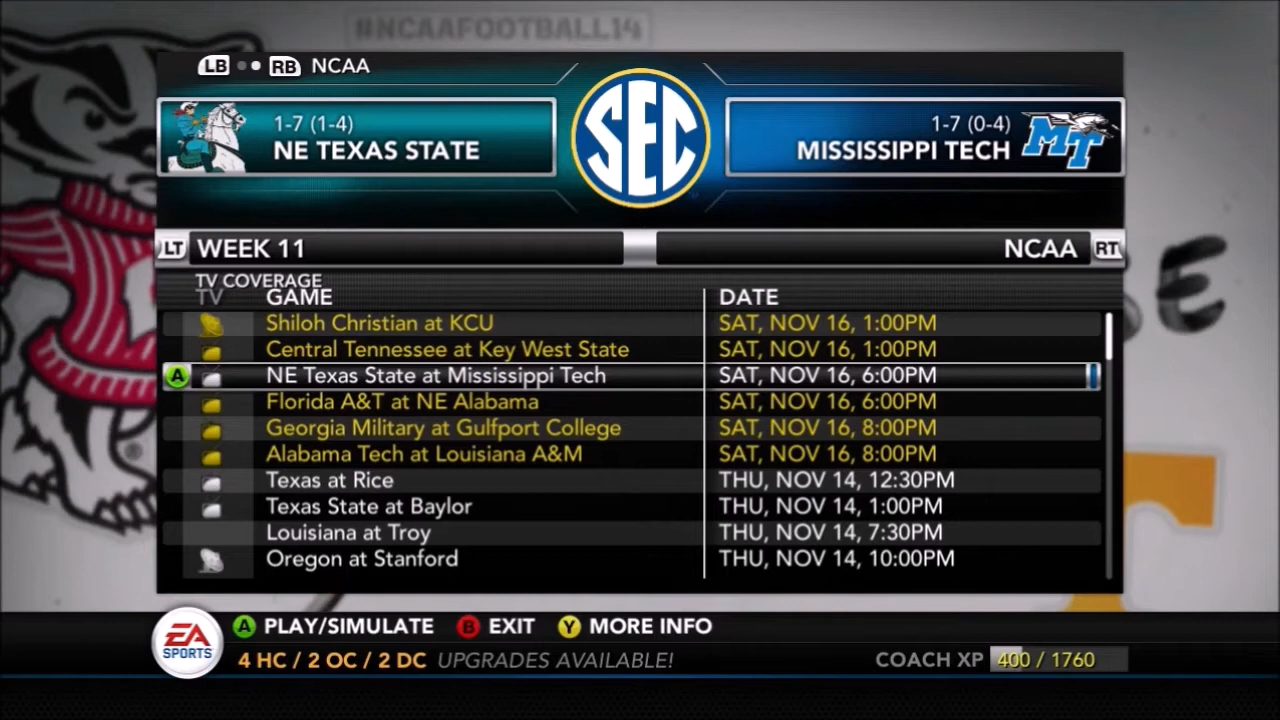 #NCAAFOOTBALL14
LB RB NCAA
1-7 (1-4)
NE TEXAS STATE
SEC
1-7 (0-4)
MISSISSIPPI TECH
MT
LT WEEK 11
NCAA RT
TV COVERAGE
TV GAME DATE
Shiloh Christian at KCU SAT, NOV 16, 1:00PM
Central Tennessee at Key West State SAT, NOV 16, 1:00PM
A NE Texas State at Mississippi Tech SAT, NOV 16, 6:00PM
Florida A&T at NE Alabama SAT, NOV 16, 6:00PM
Georgia Military at Gulfport College SAT, NOV 16, 8:00PM
Alabama Tech at Louisiana A&M SAT, NOV 16, 8:00PM
Texas at Rice THU, NOV 14, 12:30PM
Texas State at Baylor THU, NOV 14, 1:00PM
Louisiana at Troy THU, NOV 14, 7:30PM
Oregon at Stanford THU, NOV 14, 10:00PM
EA SPORTS
A PLAY/SIMULATE B EXIT Y MORE INFO
4 HC / 2 OC / 2 DC UPGRADES AVAILABLE!
COACH XP 400 / 1760